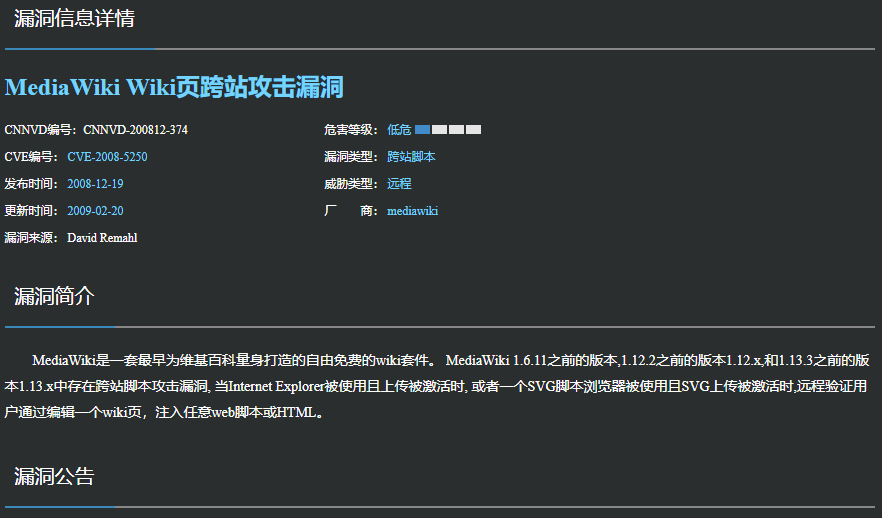 漏洞信息详情
MediaWiki Wiki页跨站攻击漏洞
CNNVD编号：CNNVD-200812-374
危害等级： 低危
CVE编号： CVE-2008-5250
漏洞类型： 跨站脚本
发布时间： 2008-12-19
威胁类型： 远程
更新时间： 2009-02-20
厂 商： mediawiki
漏洞来源： David Remahl
漏洞简介
MediaWiki是一套最早为维基百科量身打造的自由免费的wiki套件。 MediaWiki 1.6.11之前的版本,1.12.2之前的版本1.12.x,和1.13.3之前的版
本1.13.x中存在跨站脚本攻击漏洞, 当Internet Explorer被使用且上传被激活时, 或者一个SVG脚本浏览器被使用且SVG上传被激活时,远程验证用
户通过编辑一个wiki页，注入任意web脚本或HTML。
漏洞公告